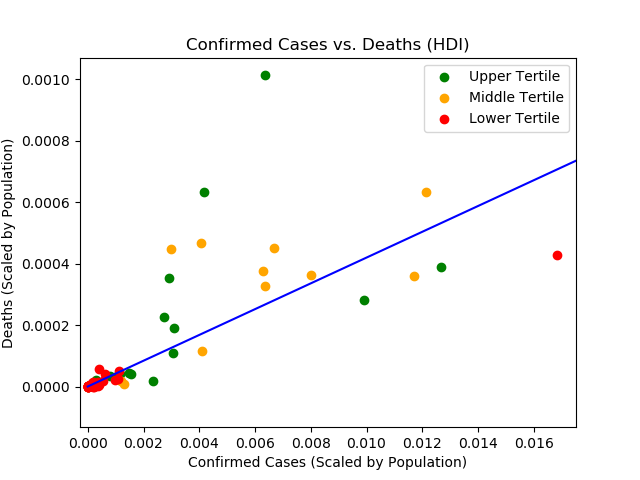 Confirmed Cases vs. Deaths (HDI)
Upper Tertile
Middle Tertile
Lower Tertile
Deaths (Scaled by Population)
0.0010
0.0008
0.0006
0.0004
0.0002
0.0000
0.000 0.002 0.004 0.006 0.008 0.010 0.012 0.014 0.016
Confirmed Cases (Scaled by Population)